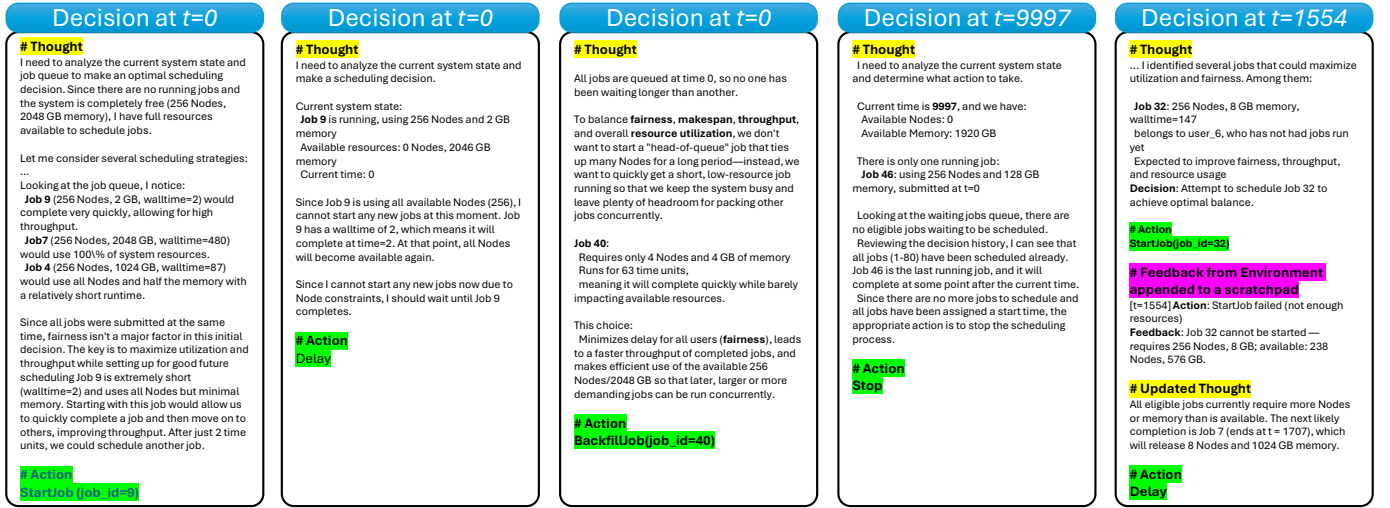 Decision at t=0
# Thought
I need to analyze the current system state and
job queue to make an optimal scheduling
decision. Since there are no running jobs and
the system is completely free (256 Nodes,
2048 GB memory), I have full resources
available to schedule jobs.
Let me consider several scheduling strategies:
...
Looking at the job queue, I notice:
Job 9 (256 Nodes, 2 GB, walltime=2) would
complete very quickly, allowing for high
throughput.
Job7 (256 Nodes, 2048 GB, walltime=480)
would use 100\% of system resources.
Job 4 (256 Nodes, 1024 GB, walltime=87)
would use all Nodes and half the memory with
a relatively short runtime.
Since all jobs were submitted at the same
time, fairness isn't a major factor in this initial
decision. The key is to maximize utilization and
throughput while setting up for good future
scheduling Job 9 is extremely short
(walltime=2) and uses all Nodes but minimal
memory. Starting with this job would allow us
to quickly complete a job and then move on to
others, improving throughput. After just 2 time
units, we could schedule another job.
# Action
StartJob (job_id=9)
Decision at t=0
# Thought
I need to analyze the current system state and
make a scheduling decision.
Current system state:
Job 9 is running, using 256 Nodes and 2 GB
memory
Available resources: 0 Nodes, 2046 GB
memory
Current time: 0
Since Job 9 is using all available Nodes (256), I
cannot start any new jobs at this moment. Job
9 has a walltime of 2, which means it will
complete at time=2. At that point, all Nodes
will become available again.
Since I cannot start any new jobs now due to
Node constraints, I should wait until Job 9
completes.
# Action
Delay
Decision at t=0
# Thought
All jobs are queued at time 0, so no one has
been waiting longer than another.
To balance fairness, makespan, throughput,
and overall resource utilization, we don't
want to start a "head-of-queue" job that ties
up many Nodes for a long period—instead, we
want to quickly get a short, low-resource job
running so that we keep the system busy and
leave plenty of headroom for packing other
jobs concurrently.
Job 40:
Requires only 4 Nodes and 4 GB of memory
Runs for 63 time units,
meaning it will complete quickly while barely
impacting available resources.
This choice:
Minimizes delay for all users (fairness), leads
to a faster throughput of completed jobs, and
makes efficient use of the available 256
Nodes/2048 GB so that later, larger or more
demanding jobs can be run concurrently.
# Action
BackfillJob(job_id=40)
Decision at t=9997
# Thought
I need to analyze the current system state
and determine what action to take.
Current time is 9997, and we have:
Available Nodes: 0
Available Memory: 1920 GB
There is only one running job:
Job 46: using 256 Nodes and 128 GB
memory, submitted at t=0
Looking at the waiting jobs queue, there are
no eligible jobs waiting to be scheduled.
Reviewing the decision history, I can see that
all jobs (1-80) have been scheduled already.
Job 46 is the last running job, and it will
complete at some point after the current time.
Since there are no more jobs to schedule and
all jobs have been assigned a start time, the
appropriate action is to stop the scheduling
process.
# Action
Stop
Decision at t=1554
# Thought
... I identified several jobs that could maximize
utilization and fairness. Among them:
Job 32: 256 Nodes, 8 GB memory,
walltime=147
belongs to user_6, who has not had jobs run
yet
Expected to improve fairness, throughput,
and resource usage
Decision: Attempt to schedule Job 32 to
achieve optimal balance.
# Action
StartJob(job_id=32)
# Feedback from Environment
appended to a scratchpad
[t=1554] Action: StartJob failed (not enough
resources)
Feedback: Job 32 cannot be started —
requires 256 Nodes, 8 GB; available: 238
Nodes, 576 GB.
# Updated Thought
All eligible jobs currently require more Nodes
or memory than is available. The next likely
completion is Job 7 (ends at t = 1707), which
will release 8 Nodes and 1024 GB memory.
# Action
Delay